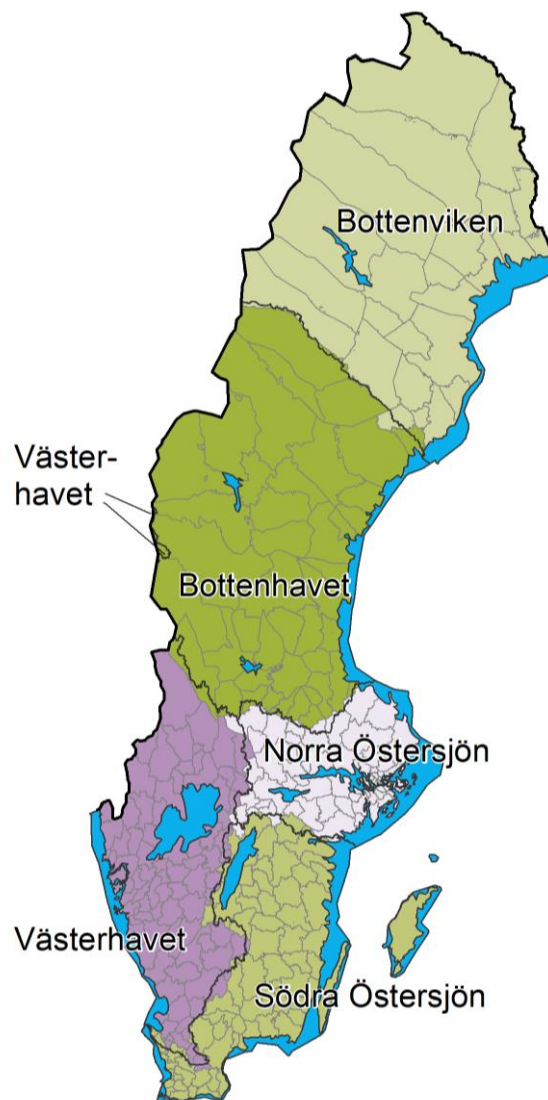 Bottenviken
Väster-
havet
Bottenhavet
Norra Östersjön
Västerhavet
Södra Östersjön